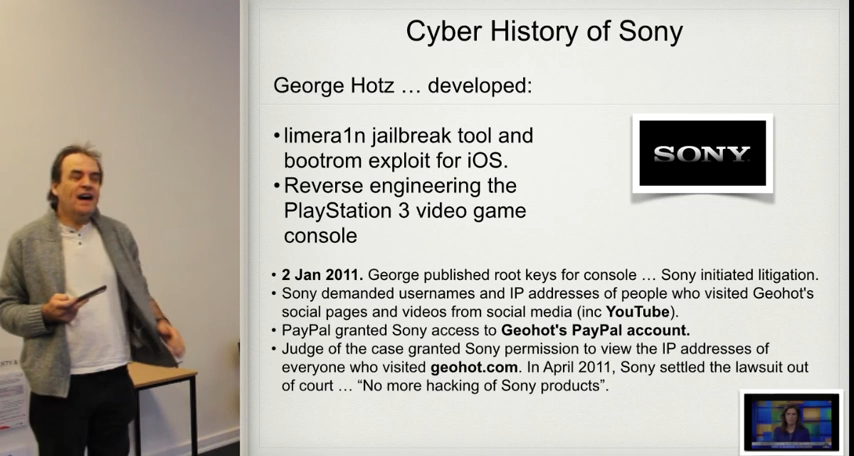 Cyber History of Sony
George Hotz … developed:
• limera1n jailbreak tool and
bootrom exploit for iOS.
• Reverse engineering the
PlayStation 3 video game
console
SONY
• 2 Jan 2011. George published root keys for console … Sony initiated litigation.
• Sony demanded usernames and IP addresses of people who visited Geohot's
social pages and videos from social media (inc YouTube).
• PayPal granted Sony access to Geohot's PayPal account.
• Judge of the case granted Sony permission to view the IP addresses of
everyone who visited geohot.com. In April 2011, Sony settled the lawsuit out
of court … “No more hacking of Sony products”.